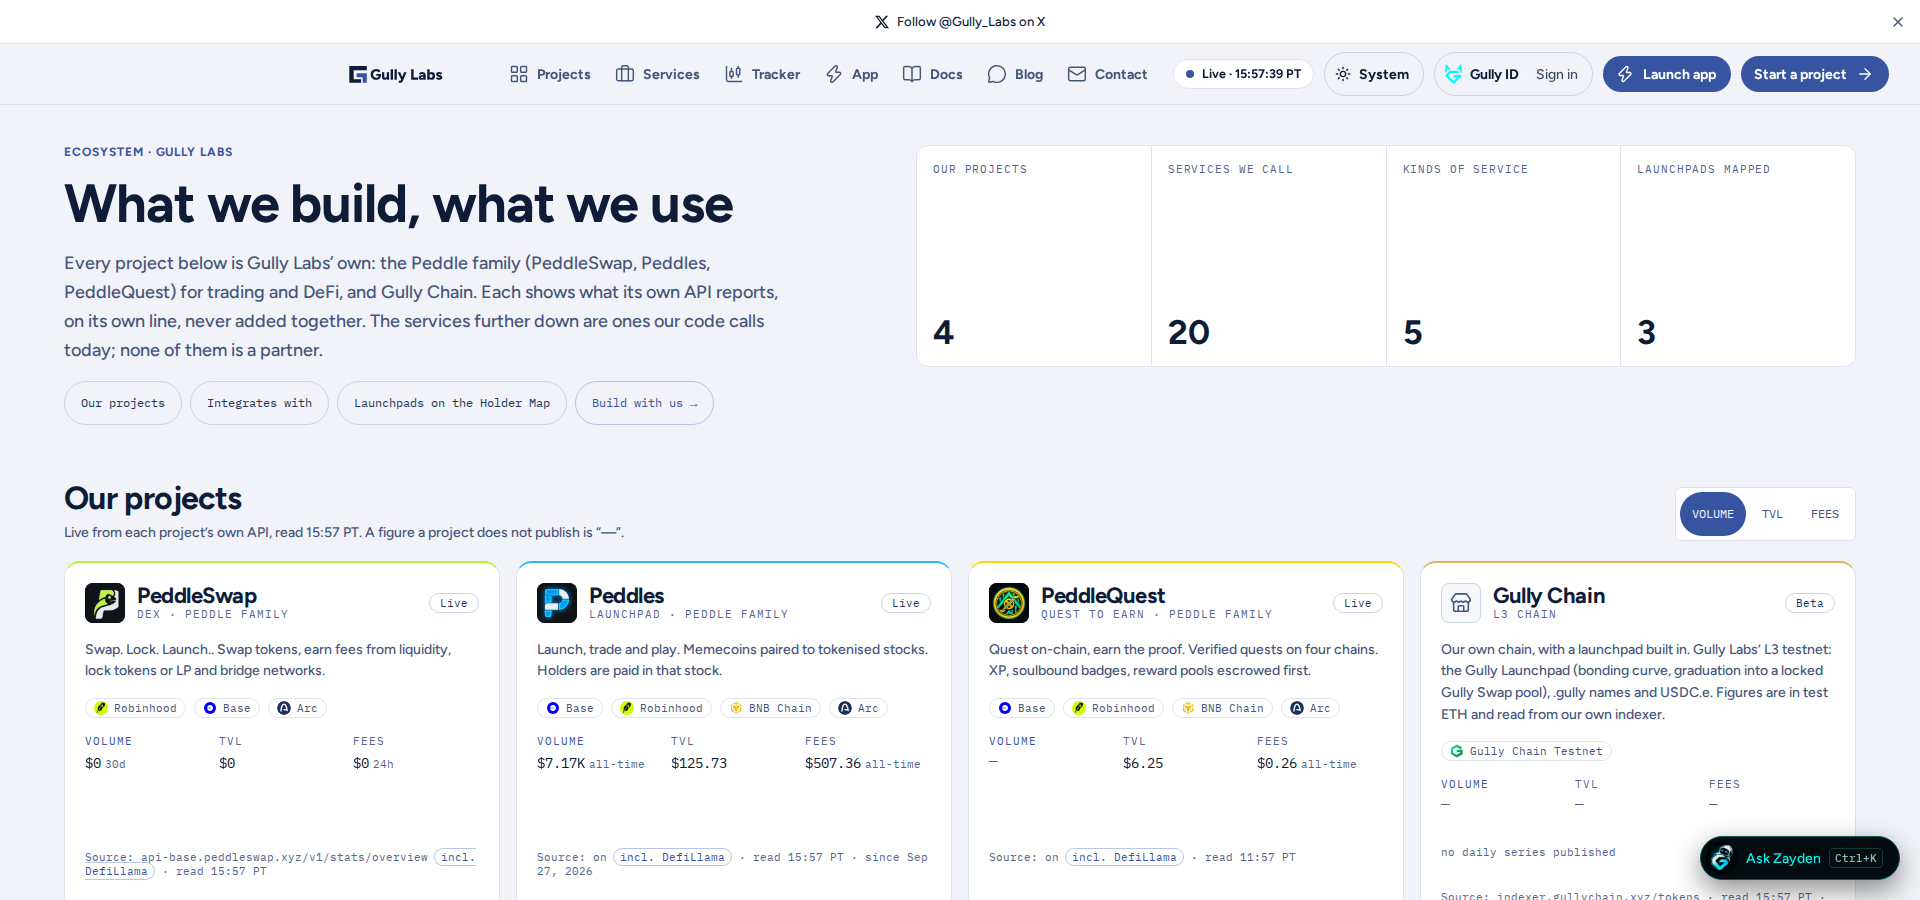 Follow @Gully_Labs on X
Gully Labs
Projects
Services
Tracker
App
Docs
Blog
Contact
Live · 15:57:39 PT
System
Gully ID Sign in
Launch app
Start a project →
ECOSYSTEM · GULLY LABS
What we build, what we use
Every project below is Gully Labs’ own: the Peddle family (PeddleSwap, Peddles,
PeddleQuest) for trading and DeFi, and Gully Chain. Each shows what its own API reports,
on its own line, never added together. The services further down are ones our code calls
today; none of them is a partner.
Our projects
Integrates with
Launchpads on the Holder Map
Build with us →
OUR PROJECTS
4
SERVICES WE CALL
20
KINDS OF SERVICE
5
LAUNCHPADS MAPPED
3
Our projects
Live from each project’s own API, read 15:57 PT. A figure a project does not publish is “—”.
VOLUME
TVL
FEES
PeddleSwap
DEX · PEDDLE FAMILY
Live
Swap. Lock. Launch.. Swap tokens, earn fees from liquidity,
lock tokens or LP and bridge networks.
Robinhood
Base
Arc
VOLUME TVL FEES
$0 30d $0 $0 24h
Source: api-base.peddleswap.xyz/v1/stats/overview incl.
DefiLlama · read 15:57 PT
Peddles
LAUNCHPAD · PEDDLE FAMILY
Live
Launch, trade and play. Memecoins paired to tokenised stocks.
Holders are paid in that stock.
Base
Robinhood
BNB Chain
Arc
VOLUME TVL FEES
$7.17K all-time $125.73 $507.36 all-time
Source: on incl. DefiLlama · read 15:57 PT · since Sep
27, 2026
PeddleQuest
QUEST TO EARN · PEDDLE FAMILY
Live
Quest on-chain, earn the proof. Verified quests on four chains.
XP, soulbound badges, reward pools escrowed first.
Base
Robinhood
BNB Chain
Arc
VOLUME TVL FEES
— $6.25 $0.26 all-time
Source: on incl. DefiLlama · read 11:57 PT
Gully Chain
L3 CHAIN
Beta
Our own chain, with a launchpad built in. Gully Labs’ L3 testnet:
the Gully Launchpad (bonding curve, graduation into a locked
Gully Swap pool), .gully names and USDC.e. Figures are in test
ETH and read from our own indexer.
Gully Chain Testnet
VOLUME TVL FEES
— — —
no daily series published
Source: indexer.gullychain.xyz/tokens · read 15:57 PT ·
Ask Zayden Ctrl+K